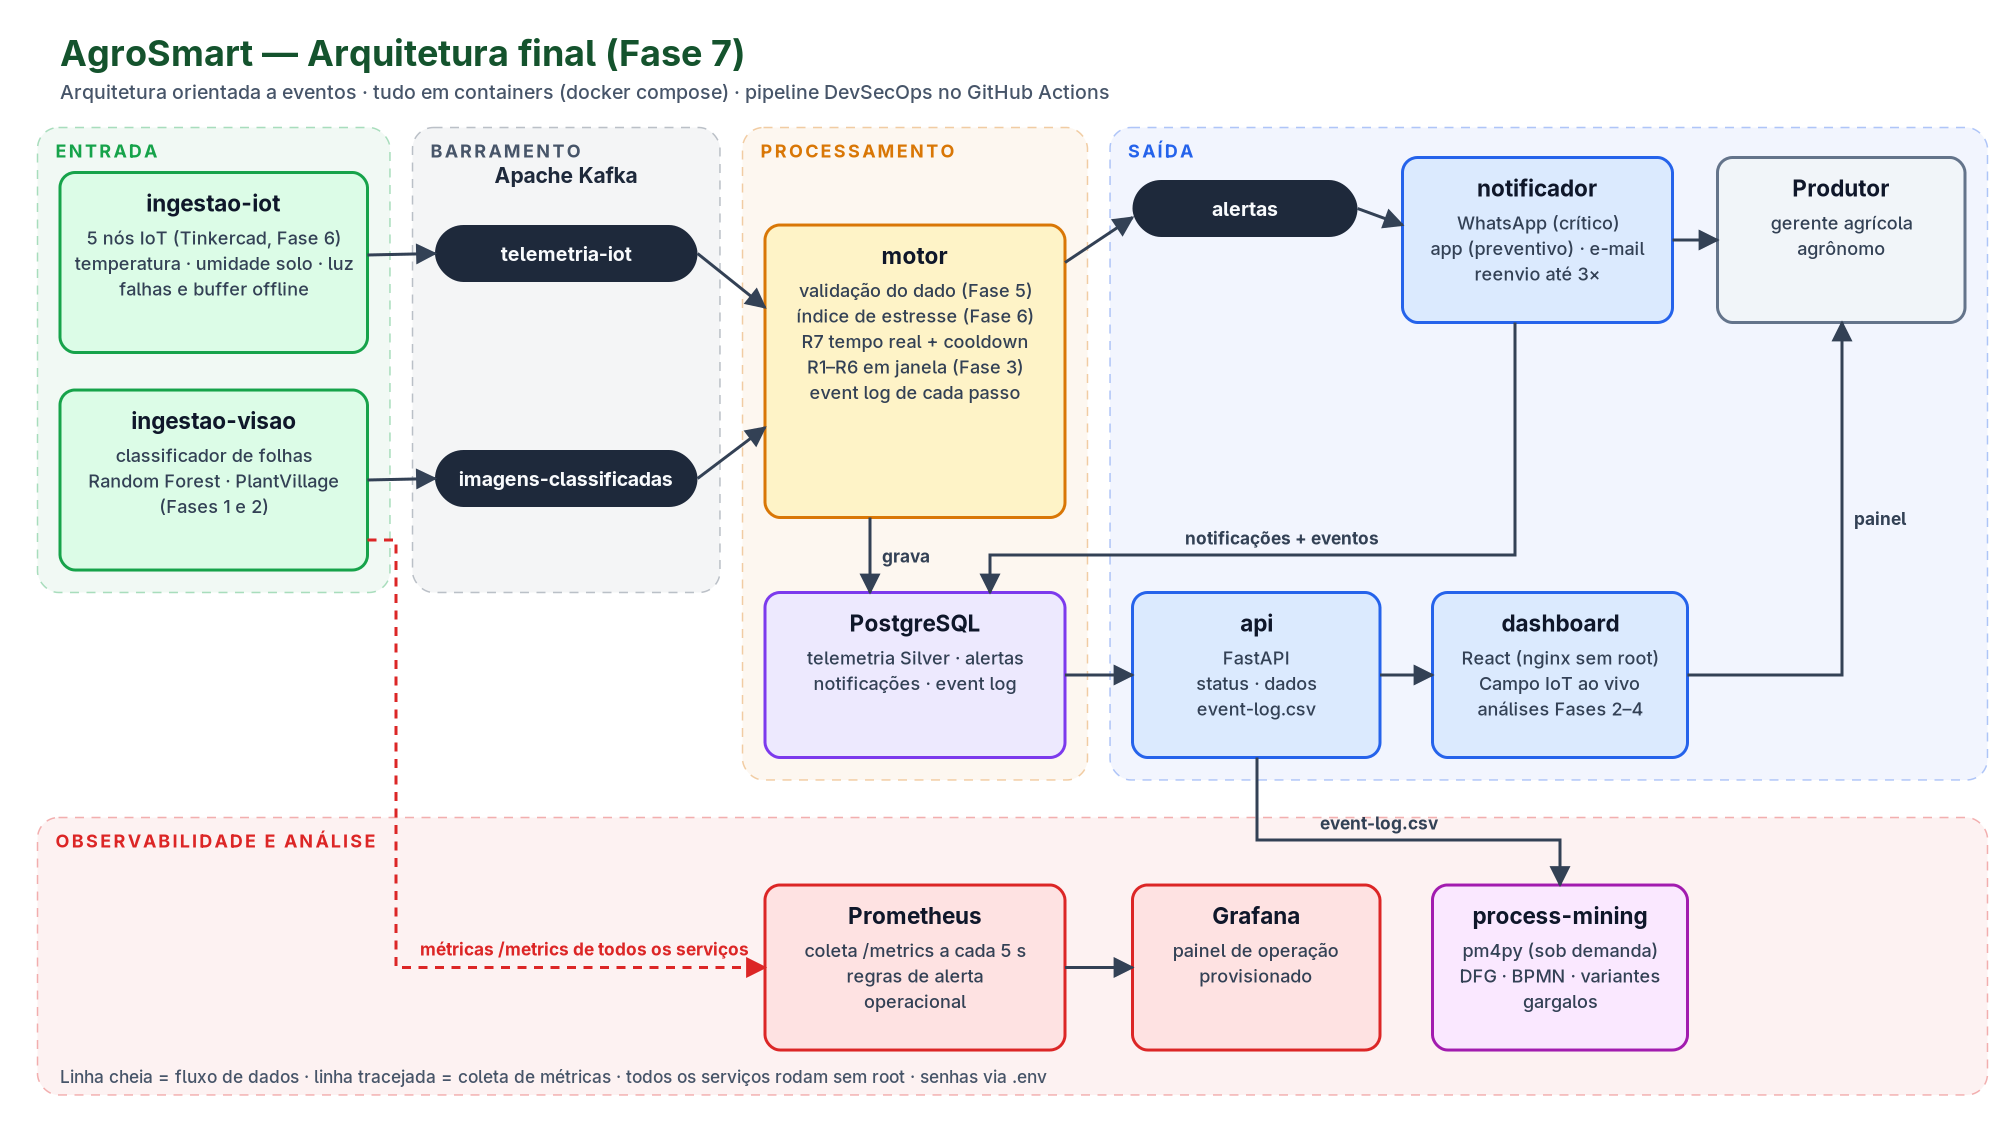 AgroSmart — Arquitetura final (Fase 7)
Arquitetura orientada a eventos · tudo em containers (docker compose) · pipeline DevSecOps no GitHub Actions
ENTRADA
ingestao-iot
5 nós IoT (Tinkercad, Fase 6)
temperatura · umidade solo · luz
falhas e buffer offline
ingestao-visao
classificador de folhas
Random Forest · PlantVillage
(Fases 1 e 2)
BARRAMENTO
Apache Kafka
telemetria-iot
imagens-classificadas
PROCESSAMENTO
motor
validação do dado (Fase 5)
índice de estresse (Fase 6)
R7 tempo real + cooldown
R1–R6 em janela (Fase 3)
event log de cada passo
grava
PostgreSQL
telemetria Silver · alertas
notificações · event log
SAÍDA
alertas
notificador
WhatsApp (crítico)
app (preventivo) · e-mail
reenvio até 3×
Produtor
gerente agrícola
agrônomo
notificações + eventos
painel
api
FastAPI
status · dados
event-log.csv
dashboard
React (nginx sem root)
Campo IoT ao vivo
análises Fases 2–4
event-log.csv
OBSERVABILIDADE E ANÁLISE
métricas /metrics de todos os serviços
Prometheus
coleta /metrics a cada 5 s
regras de alerta
operacional
Grafana
painel de operação
provisionado
process-mining
pm4py (sob demanda)
DFG · BPMN · variantes
gargalos
Linha cheia = fluxo de dados · linha tracejada = coleta de métricas · todos os serviços rodam sem root · senhas via .env